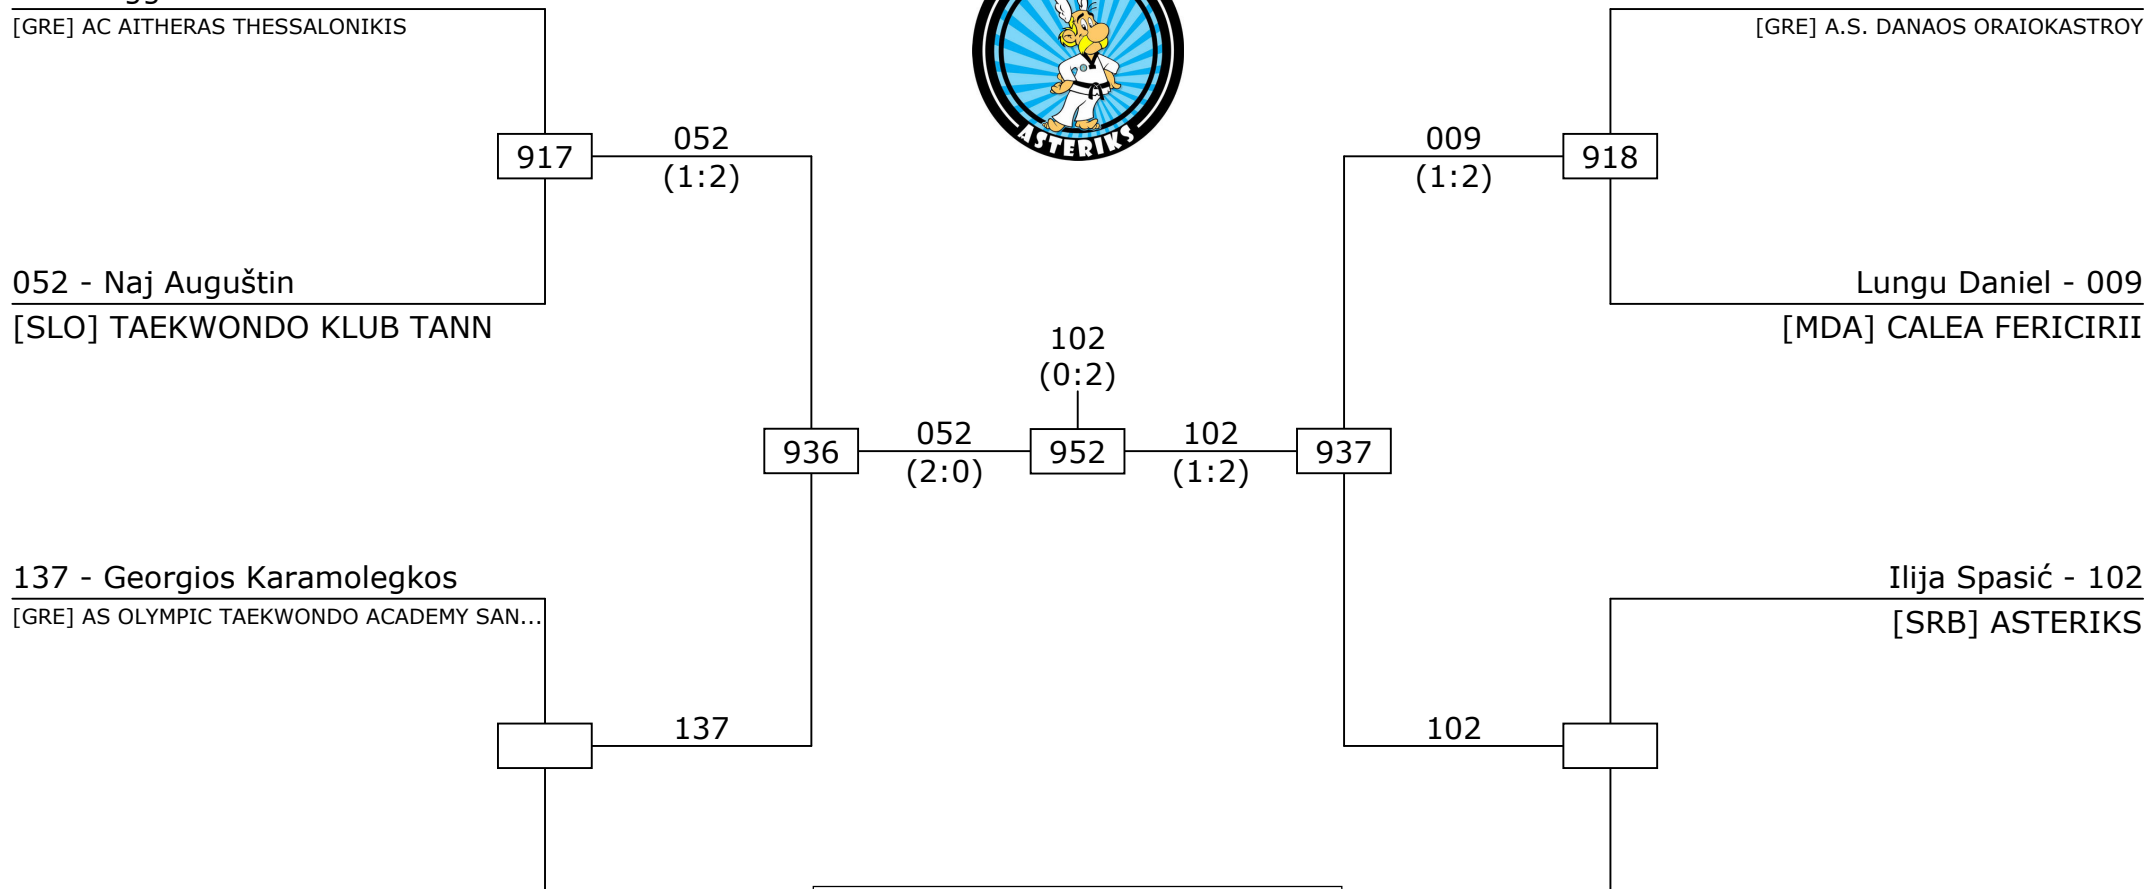 [GRE] AC AITHERAS THESSALONIKIS
[GRE] A.S. DANAOS ORAIOKASTROY
ASTERIKS
917
052
(1:2)
009
(1:2)
918
052 - Naj Auguštin
[SLO] TAEKWONDO KLUB TANN
Lungu Daniel - 009
[MDA] CALEA FERICIRII
102
(0:2)
936
052
(2:0)
952
102
(1:2)
937
137 - Georgios Karamolegkos
[GRE] AS OLYMPIC TAEKWONDO ACADEMY SAN...
Ilija Spasić - 102
[SRB] ASTERIKS
137
102